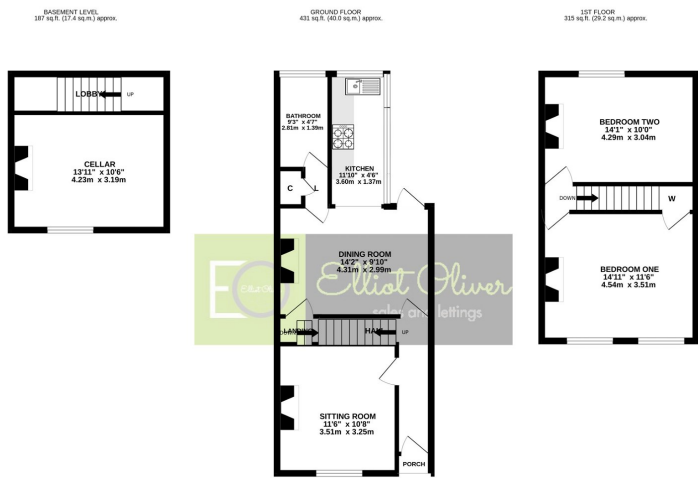 BASEMENT LEVEL
187 sq.ft. (17.4 sq.m.) approx.
GROUND FLOOR
431 sq.ft. (40.0 sq.m.) approx.
1ST FLOOR
315 sq.ft. (29.2 sq.m.) approx.
LOBBY
UP
CELLAR
13'11" x 10'6"
4.23m x 3.19m
BATHROOM
9'3" x 4'7"
2.81m x 1.39m
KITCHEN
11'10" x 4'6"
3.60m x 1.37m
C
L
DINING ROOM
14'2" x 9'10"
4.31m x 2.99m
LANDING
HALL
UP
SITTING ROOM
11'6" x 10'8"
3.51m x 3.25m
PORCH
BEDROOM TWO
14'1" x 10'0"
4.29m x 3.04m
DOWN
W
BEDROOM ONE
14'11" x 11'6"
4.54m x 3.51m
EO
Elliot Oliver
sales and lettings